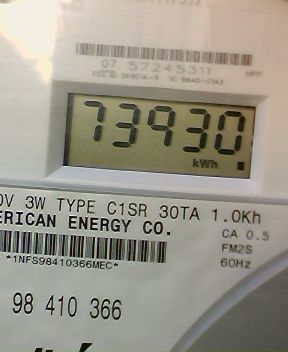 07 57245311
73930
kWh
0V 3W TYPE C1SR 30TA 1.0Kh
ERICAN ENERGY CO.
CA 0.5
FM2S
*1NFS98410366MEC*
60Hz
98 410 366